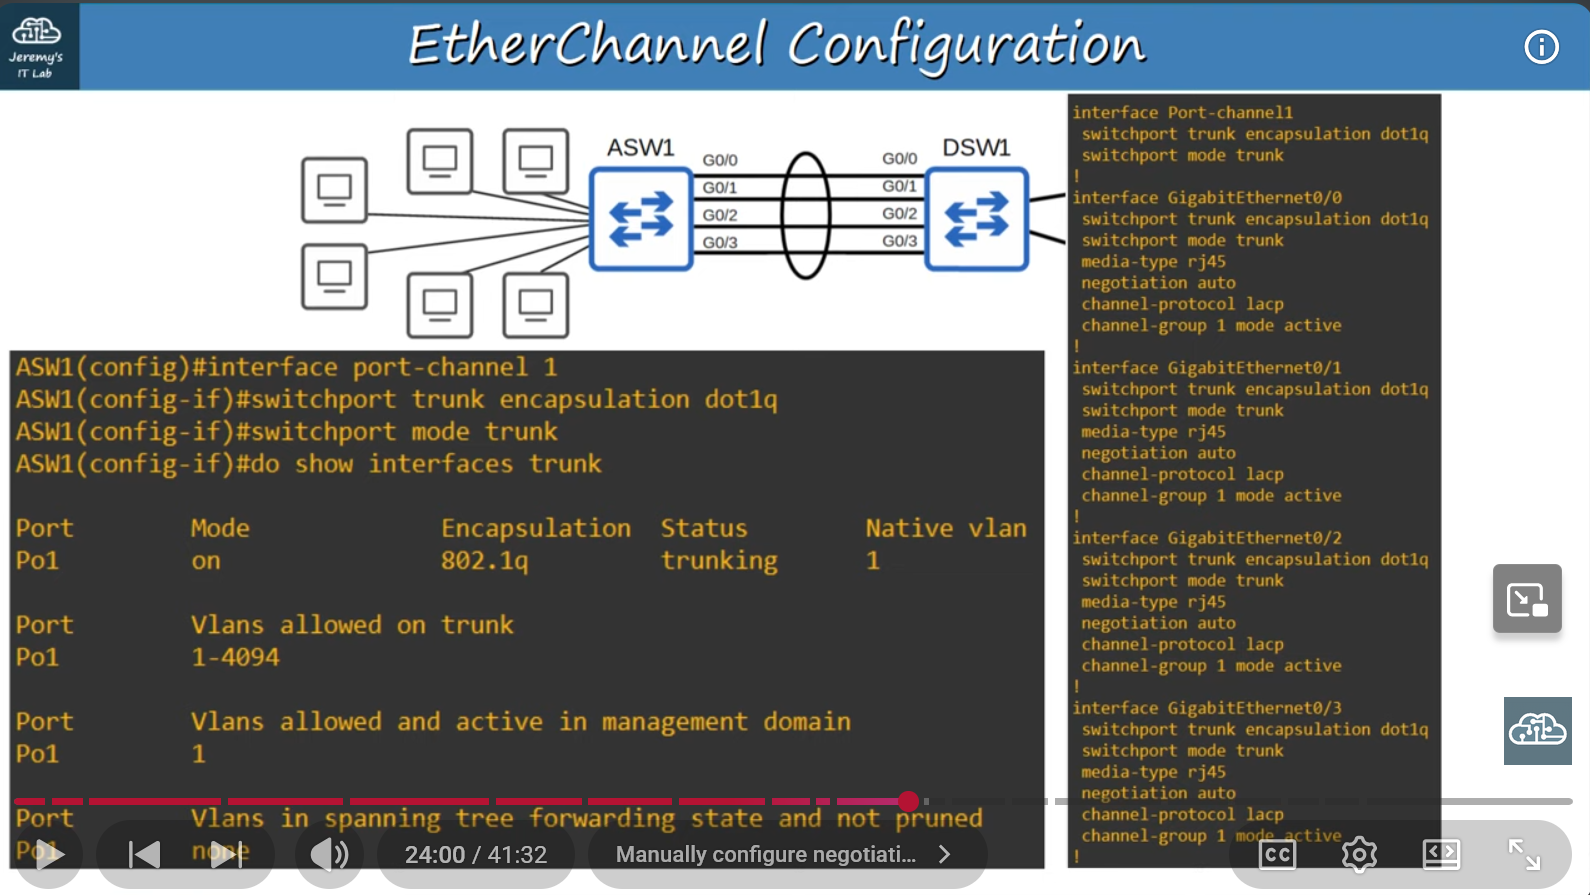 Jeremy's
IT Lab
EtherChannel Configuration
ASW1
DSW1
G0/0
G0/1
G0/2
G0/3
G0/0
G0/1
G0/2
G0/3
ASW1(config)#interface port-channel 1
ASW1(config-if)#switchport trunk encapsulation dot1q
ASW1(config-if)#switchport mode trunk
ASW1(config-if)#do show interfaces trunk
Port Mode Encapsulation Status Native vlan
Po1 on 802.1q trunking 1
Port Vlans allowed on trunk
Po1 1-4094
Port Vlans allowed and active in management domain
Po1 1
Port Vlans in spanning tree forwarding state and not pruned
Po1 none
interface Port-channel1
switchport trunk encapsulation dot1q
switchport mode trunk
!
interface GigabitEthernet0/0
switchport trunk encapsulation dot1q
switchport mode trunk
media-type rj45
negotiation auto
channel-protocol lacp
channel-group 1 mode active
!
interface GigabitEthernet0/1
switchport trunk encapsulation dot1q
switchport mode trunk
media-type rj45
negotiation auto
channel-protocol lacp
channel-group 1 mode active
!
interface GigabitEthernet0/2
switchport trunk encapsulation dot1q
switchport mode trunk
media-type rj45
negotiation auto
channel-protocol lacp
channel-group 1 mode active
!
interface GigabitEthernet0/3
switchport trunk encapsulation dot1q
switchport mode trunk
media-type rj45
negotiation auto
channel-protocol lacp
channel-group 1 mode active
!
24:00 / 41:32
Manually configure negotiati...
CC